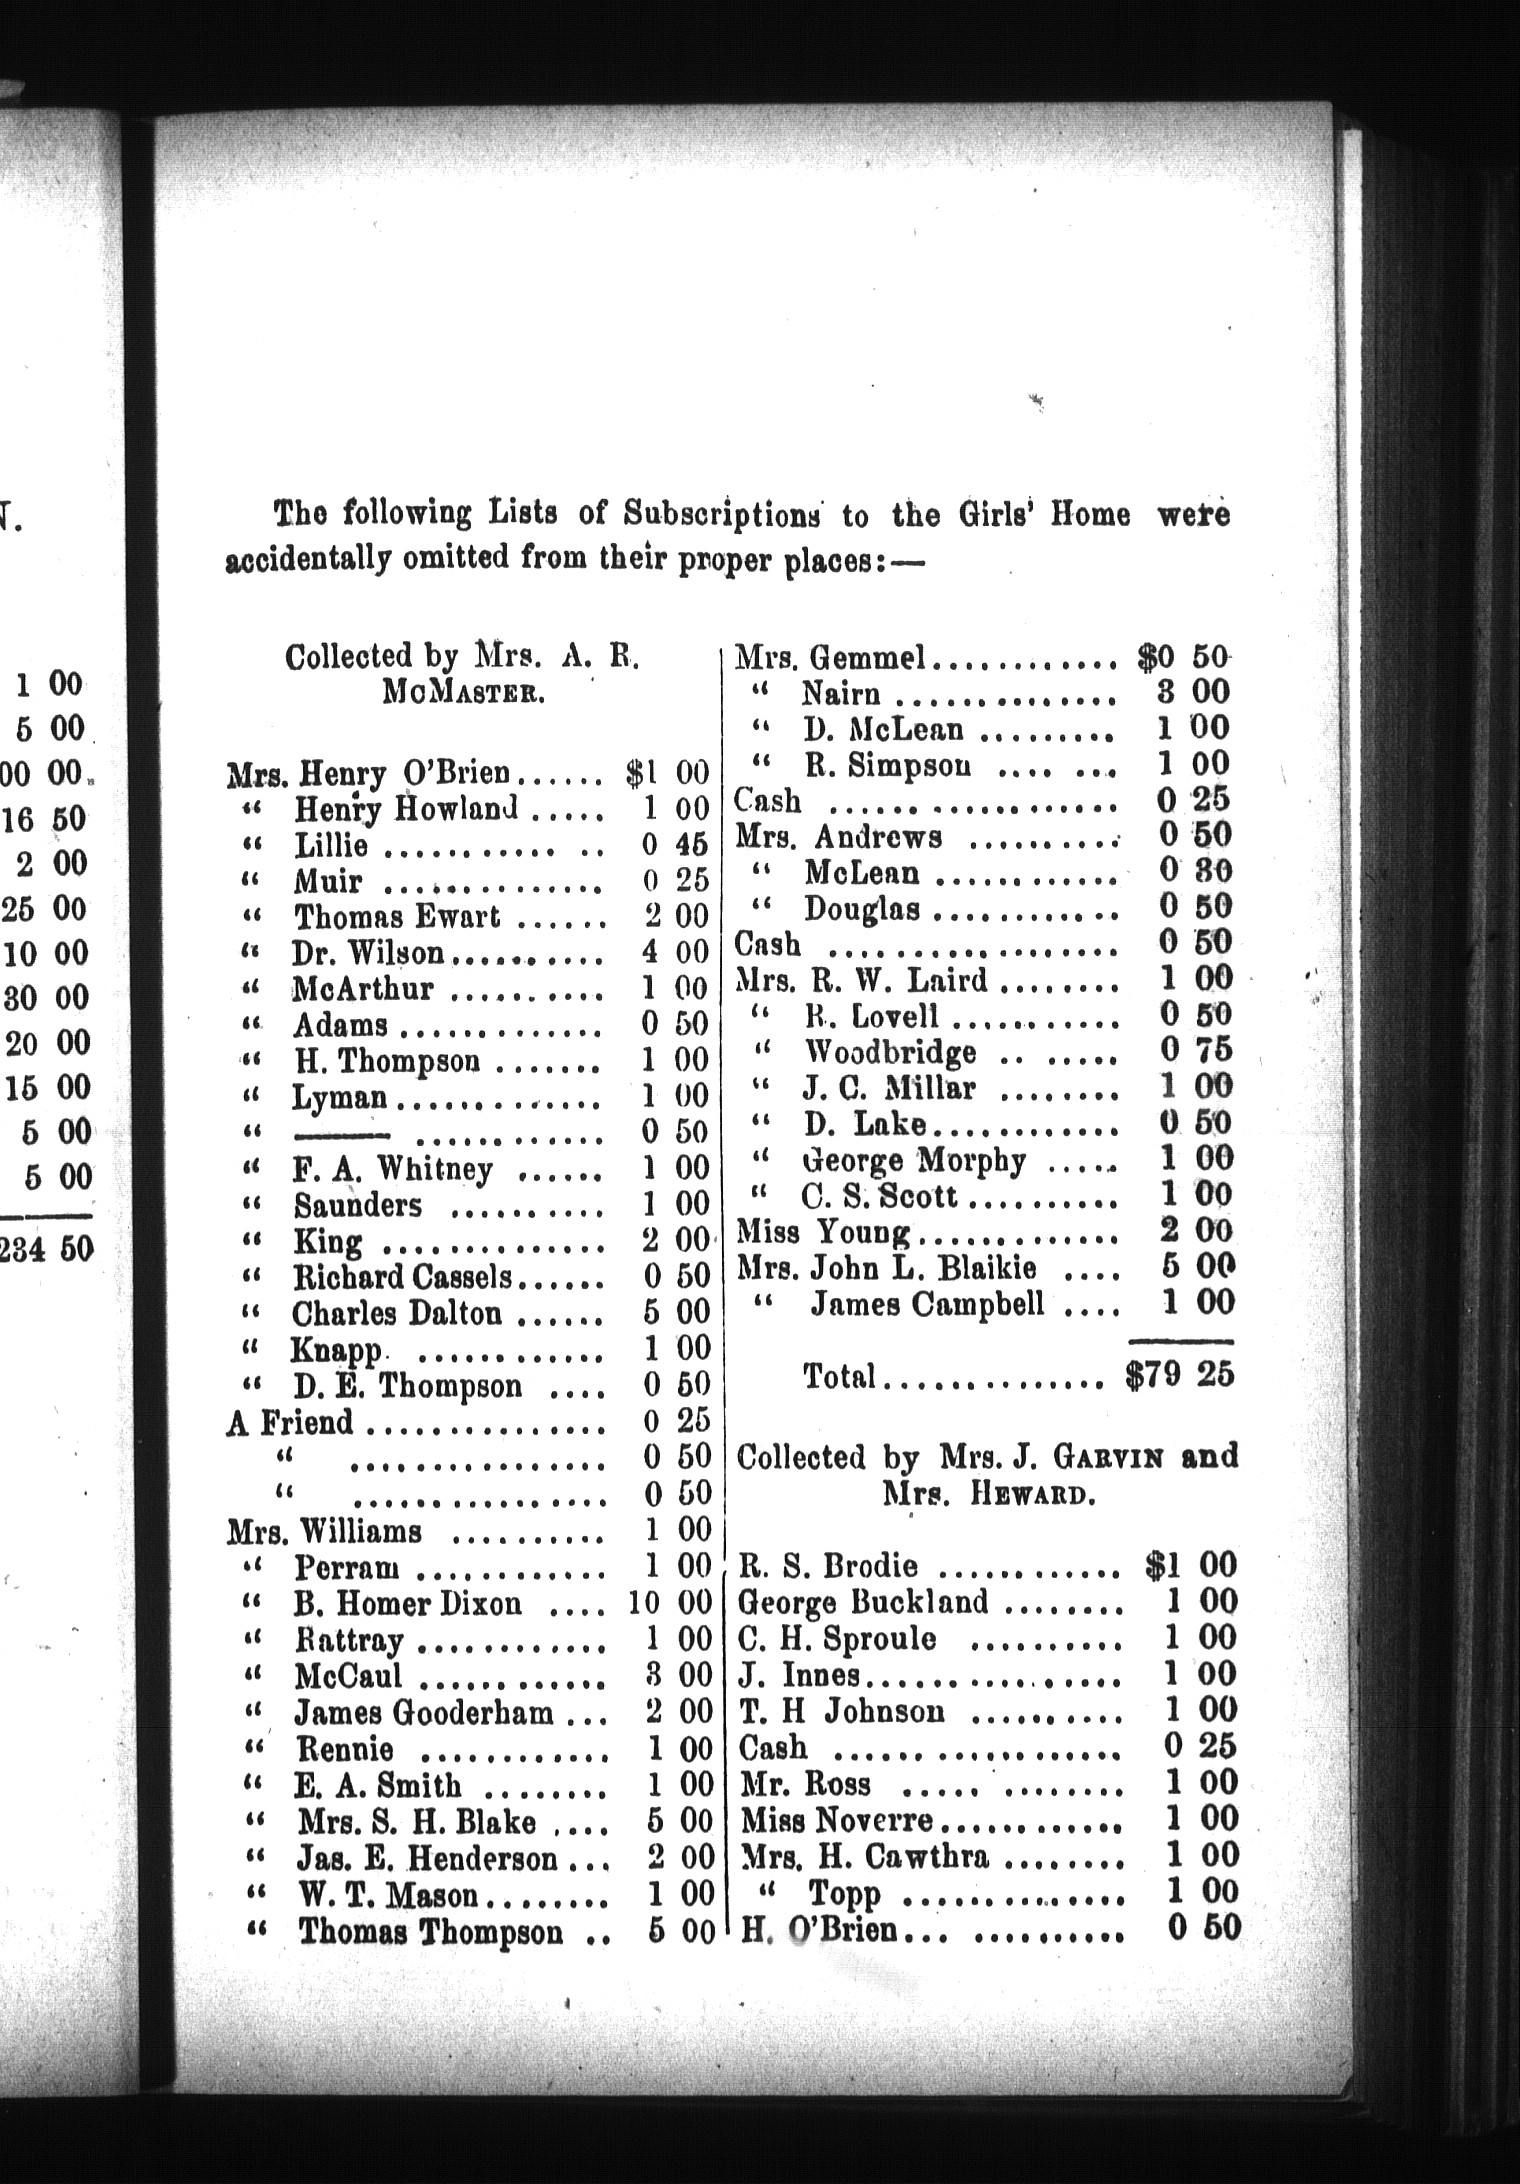 N.
1 00
5 00
00 00
16 50
2 00
25 00
10 00
30 00
20 00
15 00
5 00
5 00
234 50
The following Lists of Subscriptions to the Girls' Home were
accidentally omitted from their proper places:—
Collected by Mrs. A. R.
McMaster.
Mrs. Henry O'Brien...... $1 00
“ Henry Howland ..... 1 00
“ Lillie ........... .. 0 45
“ Muir .............. 0 25
“ Thomas Ewart ...... 2 00
“ Dr. Wilson.......... 4 00
“ McArthur .......... 1 00
“ Adams ............. 0 50
“ H. Thompson ....... 1 00
“ Lyman ............. 1 00
“ ——— ............ 0 50
“ F. A. Whitney ...... 1 00
“ Saunders .......... 1 00
“ King .............. 2 00
“ Richard Cassels...... 0 50
“ Charles Dalton ...... 5 00
“ Knapp. ............ 1 00
“ D. E. Thompson .... 0 50
A Friend ............... 0 25
“ ................ 0 50
“ ................ 0 50
Mrs. Williams .......... 1 00
“ Perram ............ 1 00
“ B. Homer Dixon .... 10 00
“ Rattray ............ 1 00
“ McCaul ............ 3 00
“ James Gooderham ... 2 00
“ Rennie ............ 1 00
“ E. A. Smith ........ 1 00
“ Mrs. S. H. Blake .... 5 00
“ Jas. E. Henderson ... 2 00
“ W. T. Mason........ 1 00
“ Thomas Thompson .. 5 00
Mrs. Gemmel............ $0 50
“ Nairn .............. 3 00
“ D. McLean ......... 1 00
“ R. Simpson .... ... 1 00
Cash .................. 0 25
Mrs. Andrews .......... 0 50
“ McLean ............ 0 30
“ Douglas ............ 0 50
Cash .................. 0 50
Mrs. R. W. Laird ........ 1 00
“ R. Lovell ........... 0 50
“ Woodbridge .. ..... 0 75
“ J. C. Millar ........ 1 00
“ D. Lake............ 0 50
“ George Morphy ..... 1 00
“ C. S. Scott .......... 1 00
Miss Young............. 2 00
Mrs. John L. Blaikie .... 5 00
“ James Campbell .... 1 00
Total............... $79 25
Collected by Mrs. J. Garvin and
Mrs. Heward.
R. S. Brodie ............ $1 00
George Buckland ........ 1 00
C. H. Sproule .......... 1 00
J. Innes................ 1 00
T. H Johnson .......... 1 00
Cash .................. 0 25
Mr. Ross ..... ........ 1 00
Miss Noverre............ 1 00
Mrs. H. Cawthra ........ 1 00
“ Topp .............. 1 00
H. O'Brien... .......... 0 50